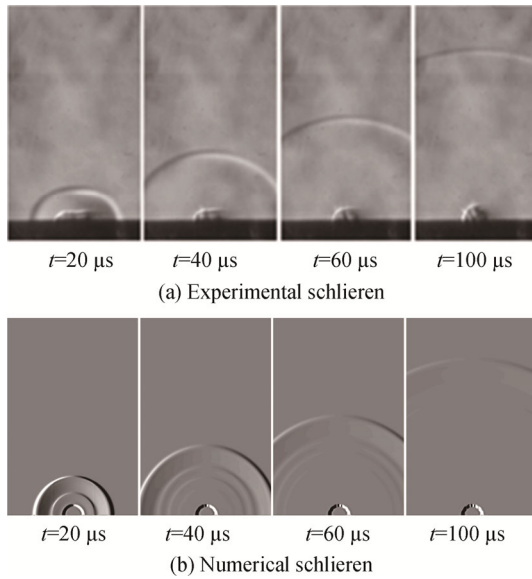 t=20 μs t=40 μs t=60 μs t=100 μs
(a) Experimental schlieren
t=20 μs t=40 μs t=60 μs t=100 μs
(b) Numerical schlieren